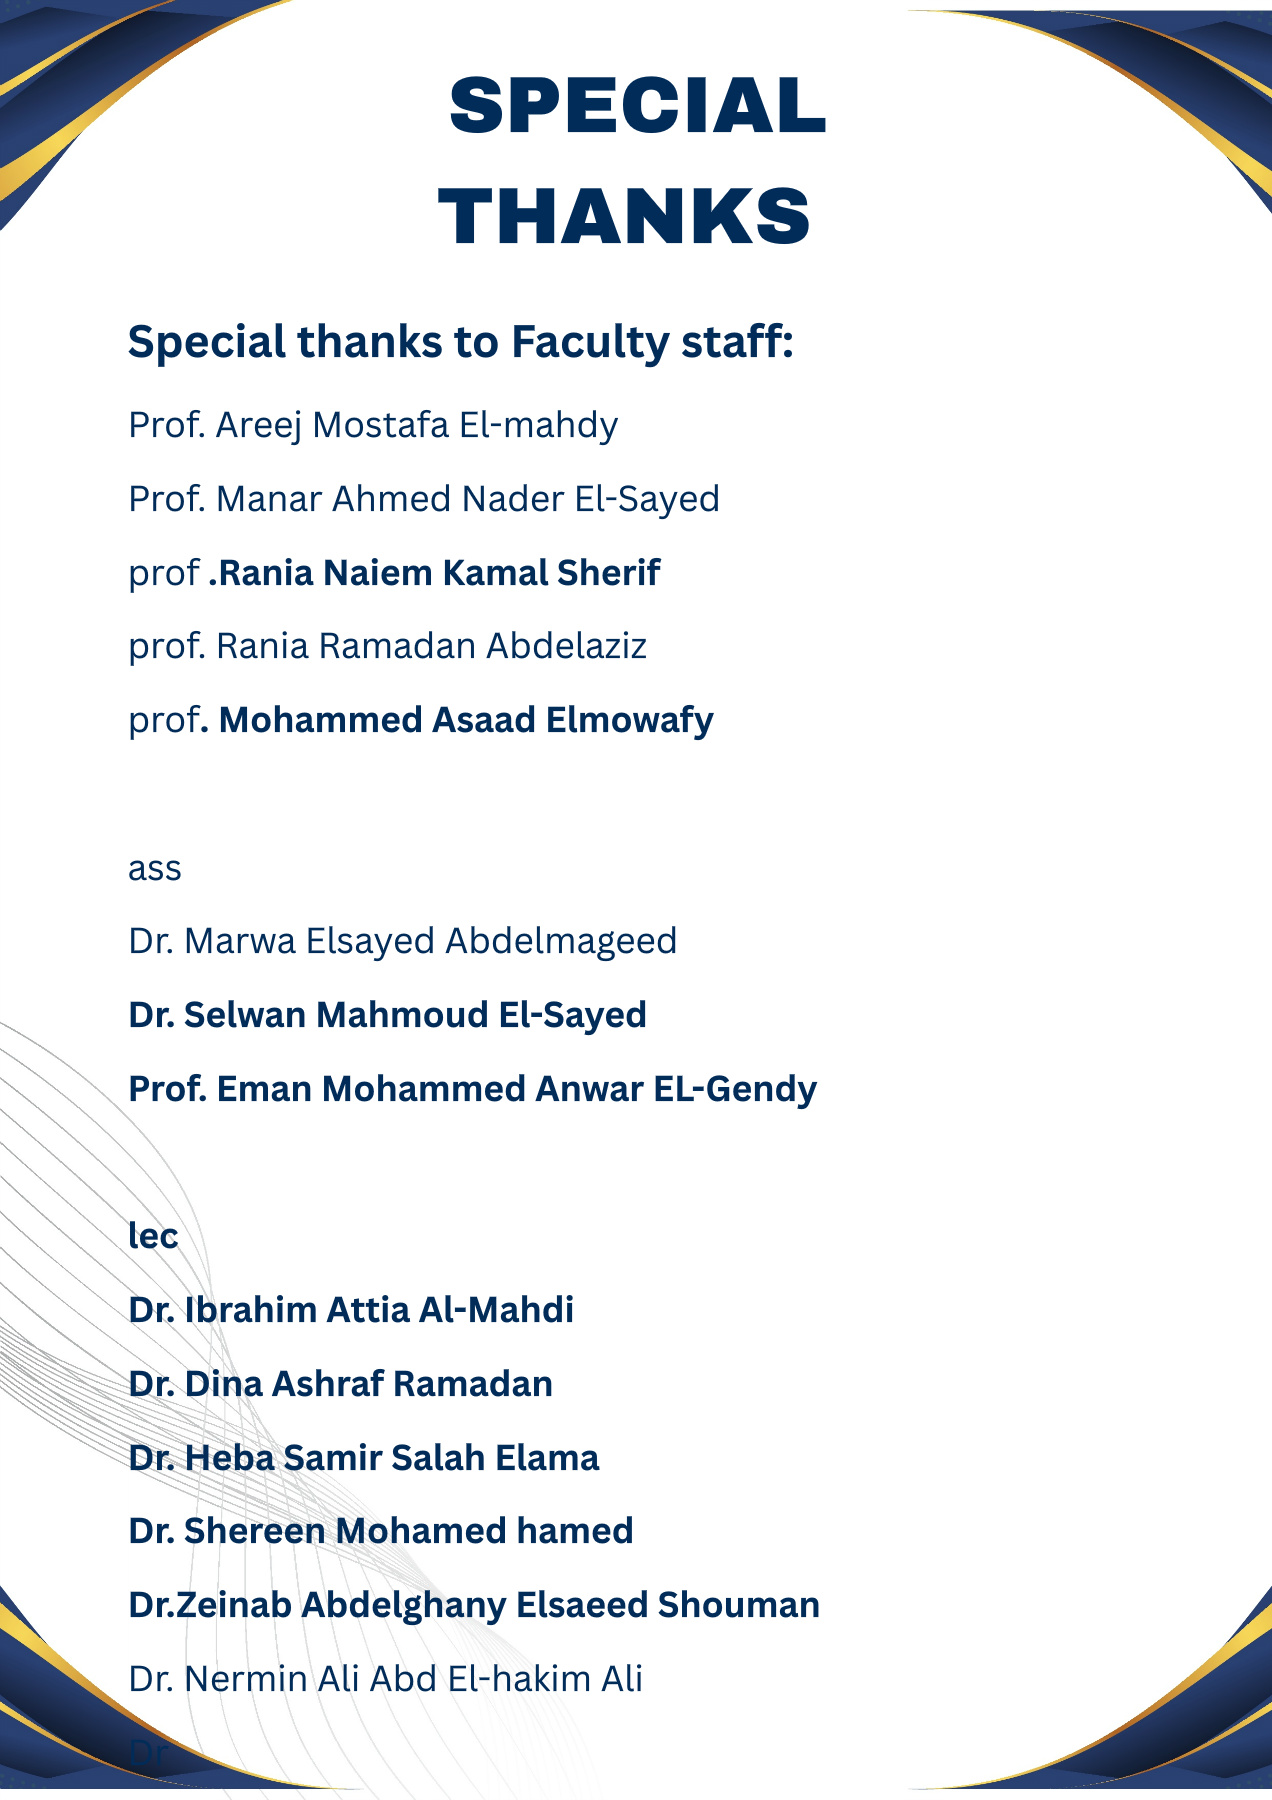 SPECIAL
THANKS
Special thanks to Faculty staff:
Prof. Areej Mostafa El-mahdy
Prof. Manar Ahmed Nader El-Sayed
prof .Rania Naiem Kamal Sherif
prof. Rania Ramadan Abdelaziz
prof. Mohammed Asaad Elmowafy
ass
Dr. Marwa Elsayed Abdelmageed
Dr. Selwan Mahmoud El-Sayed
Prof. Eman Mohammed Anwar EL-Gendy
lec
Dr. Ibrahim Attia Al-Mahdi
Dr. Dina Ashraf Ramadan
Dr. Heba Samir Salah Elama
Dr. Shereen Mohamed hamed
Dr.Zeinab Abdelghany Elsaeed Shouman
Dr. Nermin Ali Abd El-hakim Ali
Dr